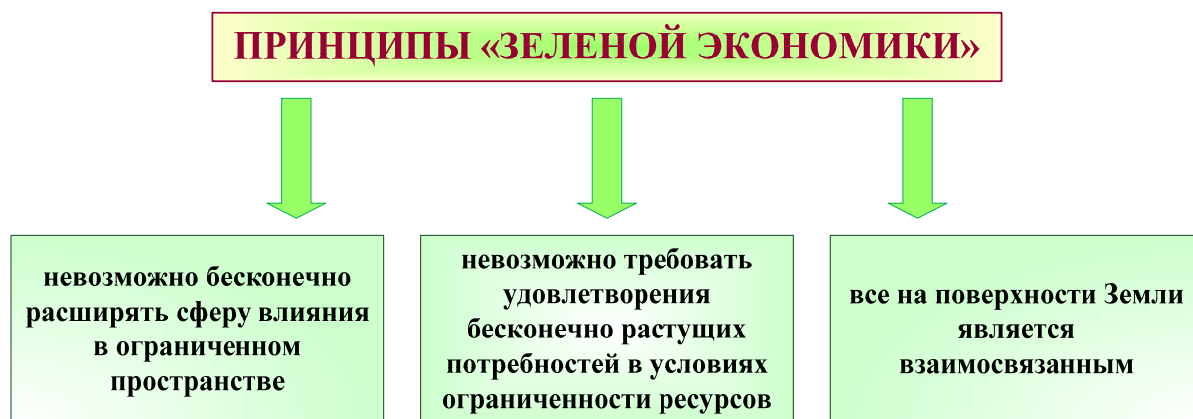 ПРИНЦИПЫ «ЗЕЛЕНОЙ ЭКОНОМИКИ»
невозможно бесконечно
расширять сферу влияния
в ограниченном
пространстве
невозможно требовать
удовлетворения
бесконечно растущих
потребностей в условиях
ограниченности ресурсов
все на поверхности Земли
является
взаимосвязанным